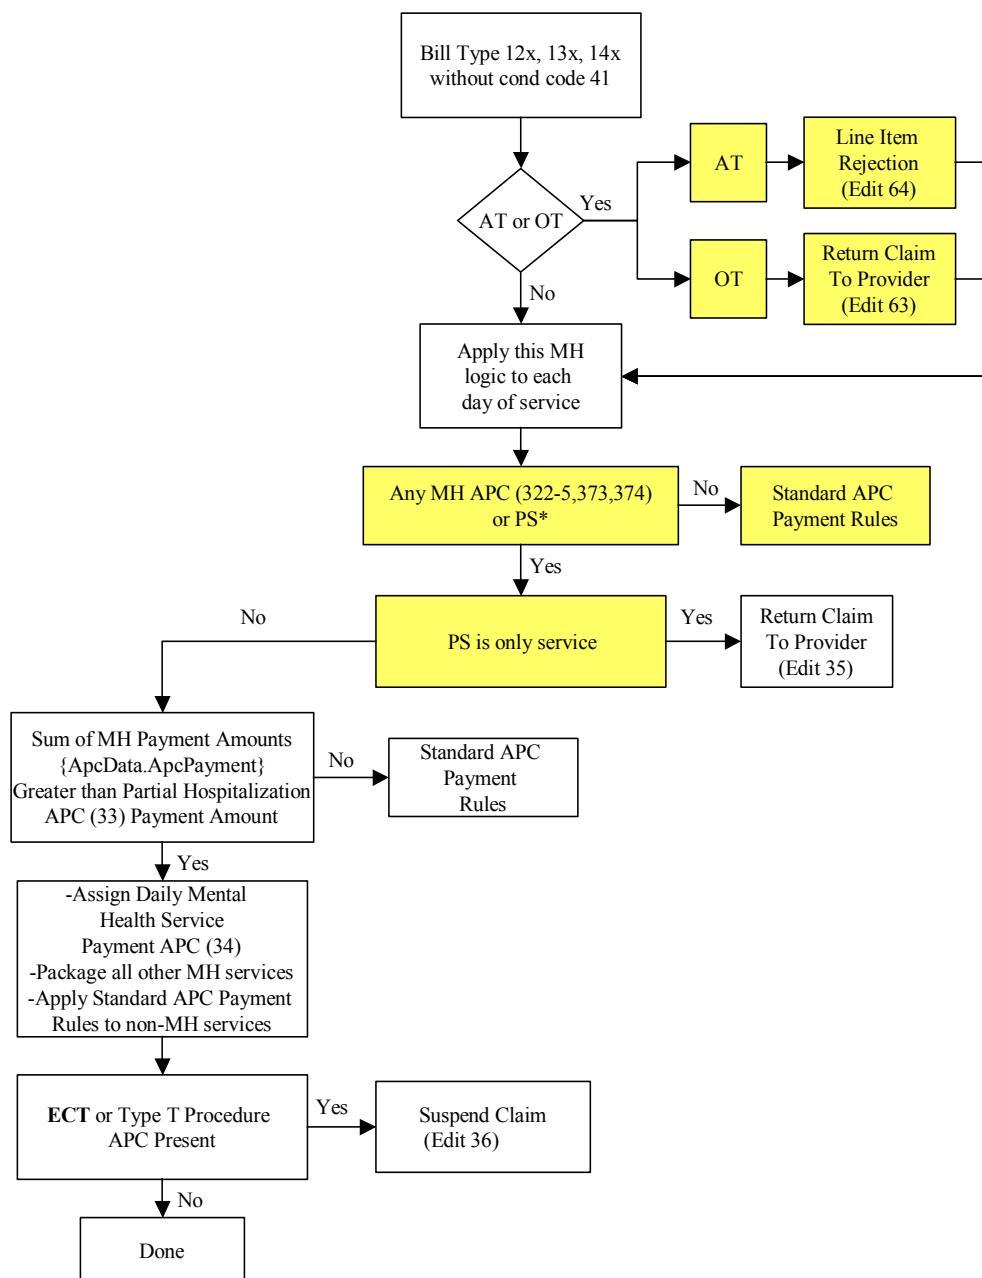 Bill Type 12x, 13x, 14x
without cond code 41
AT or OT
Yes
AT
Line Item
Rejection
(Edit 64)
OT
Return Claim
To Provider
(Edit 63)
No
Apply this MH
logic to each
day of service
Any MH APC (322-5,373,374)
or PS*
No
Standard APC
Payment Rules
Yes
PS is only service
Yes
Return Claim
To Provider
(Edit 35)
No
Sum of MH Payment Amounts
{ApcData.ApcPayment}
Greater than Partial Hospitalization
APC (33) Payment Amount
No
Standard APC
Payment
Rules
Yes
-Assign Daily Mental
Health Service
Payment APC (34)
-Package all other MH services
-Apply Standard APC Payment
Rules to non-MH services
ECT or Type T Procedure
APC Present
Yes
Suspend Claim
(Edit 36)
No
Done